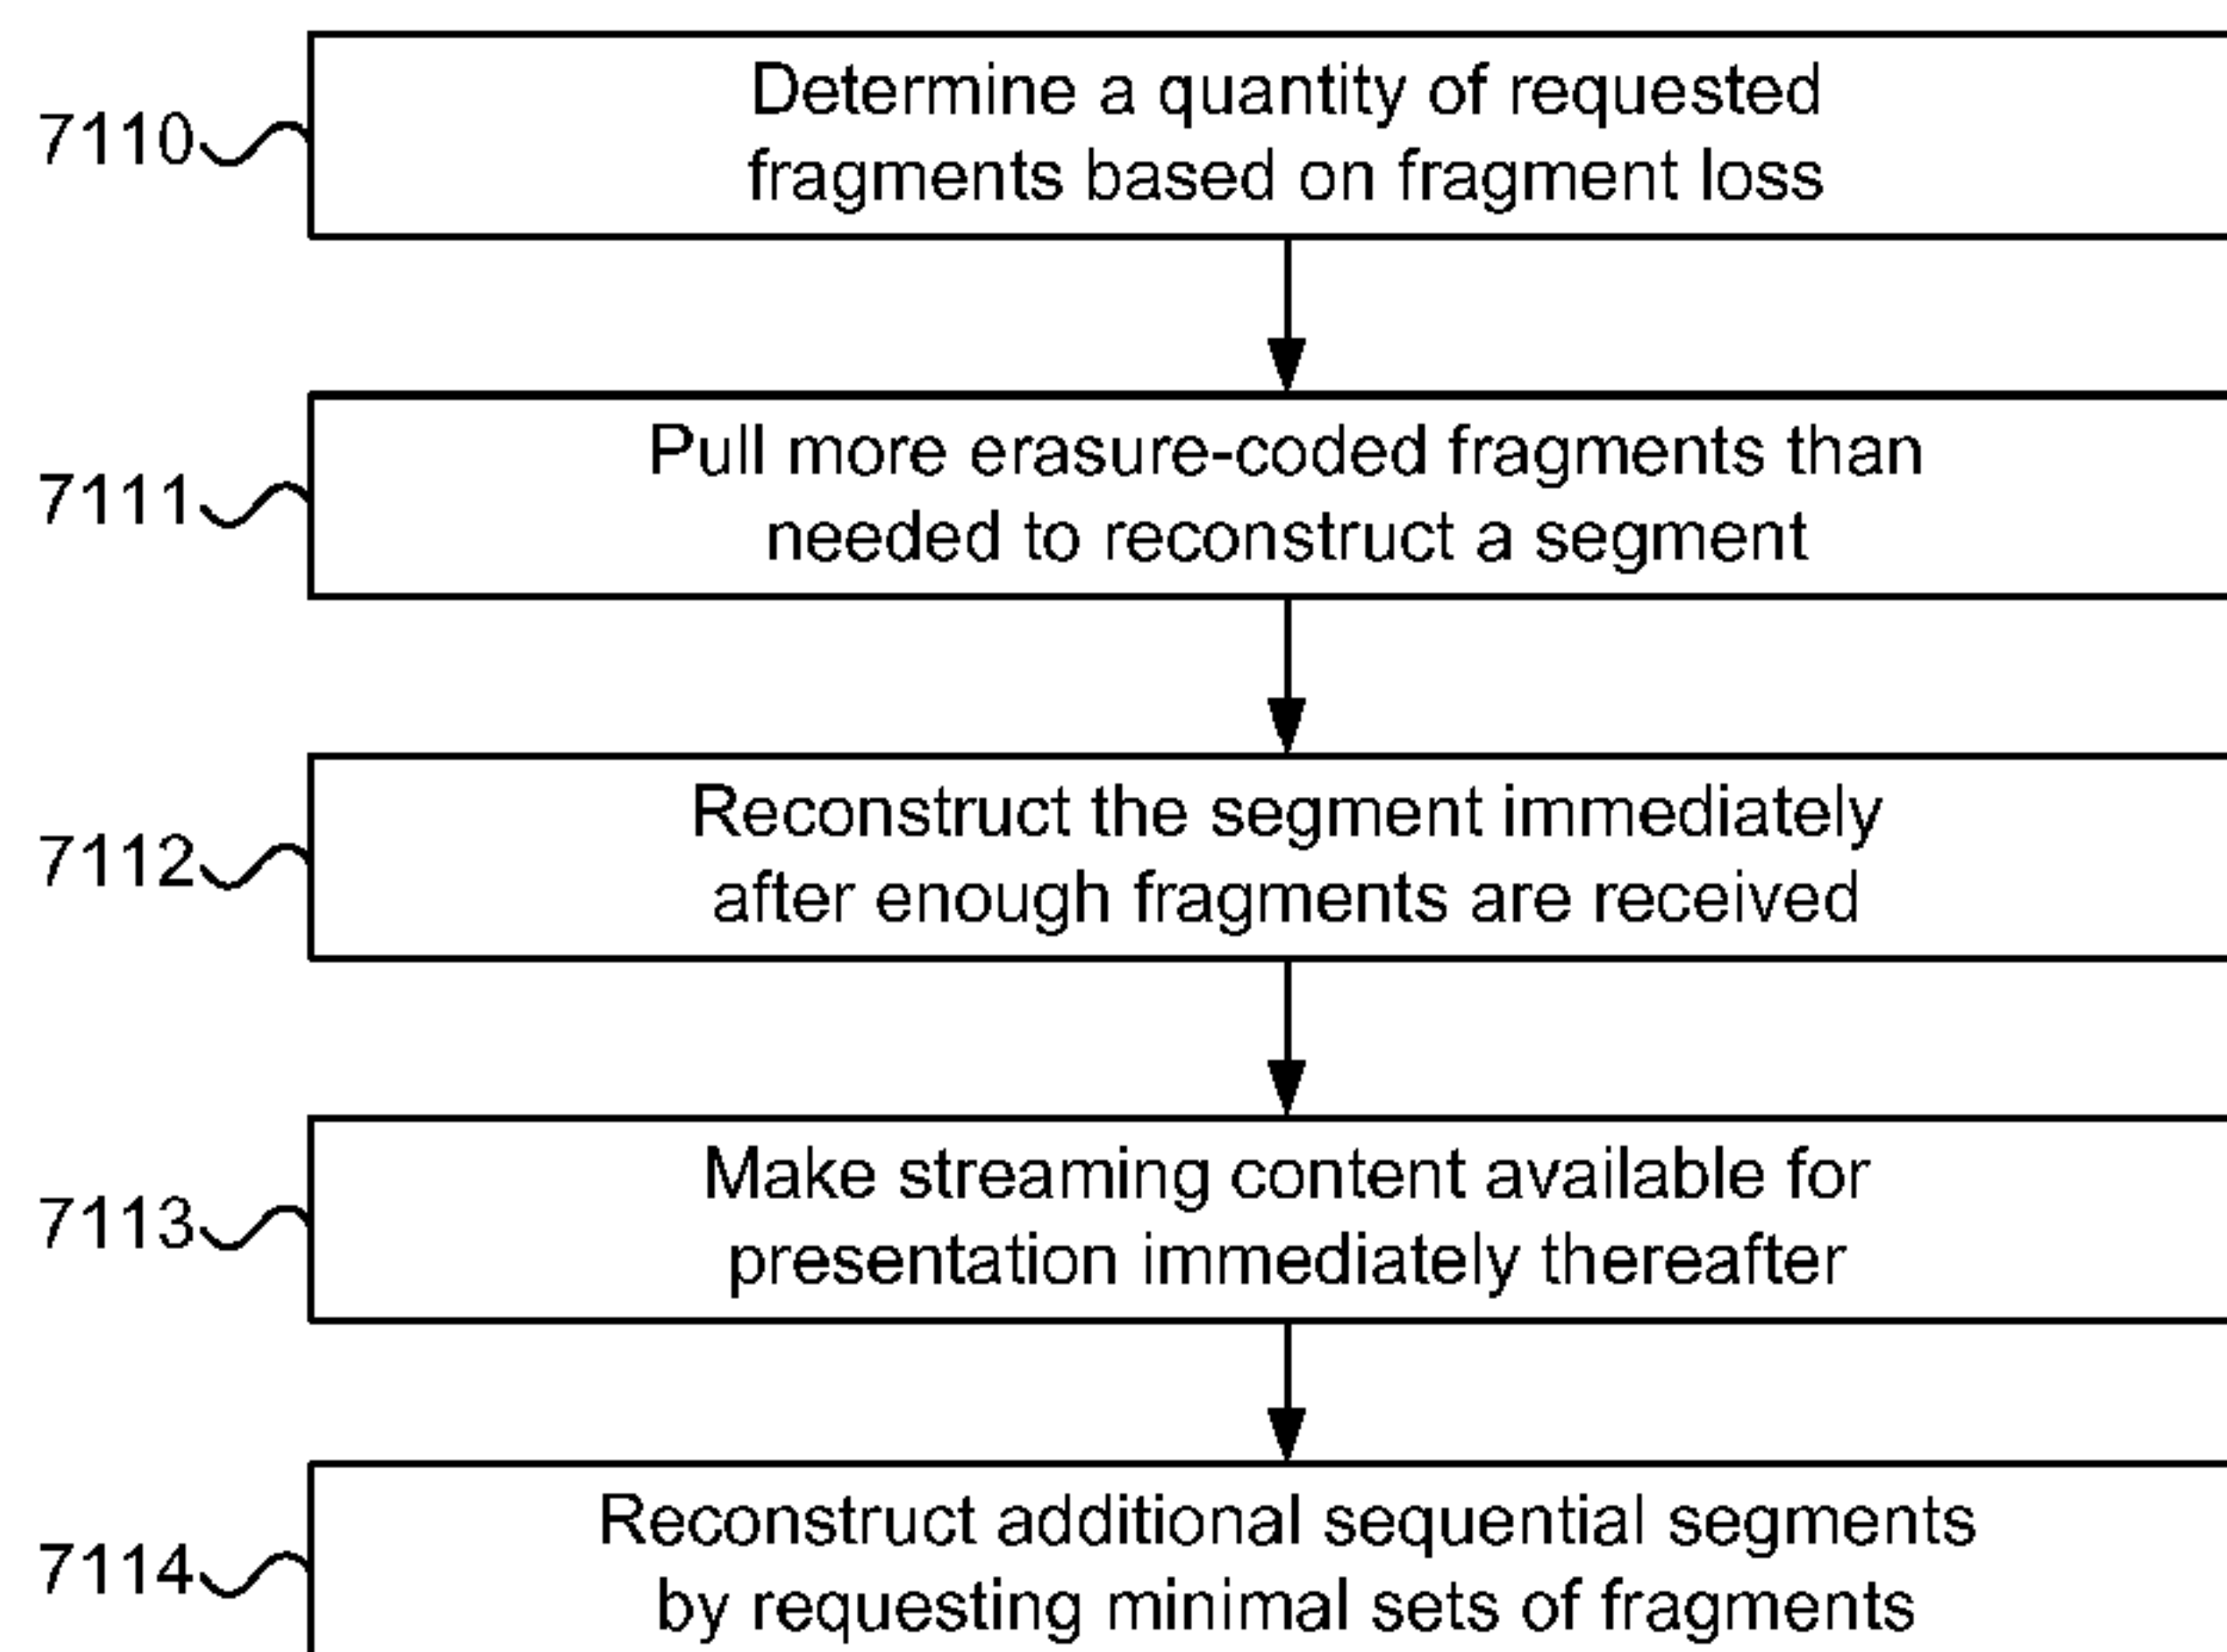 7110
Determine a quantity of requested
fragments based on fragment loss
7111
Pull more erasure-coded fragments than
needed to reconstruct a segment
7112
Reconstruct the segment immediately
after enough fragments are received
7113
Make streaming content available for
presentation immediately thereafter
7114
Reconstruct additional sequential segments
by requesting minimal sets of fragments